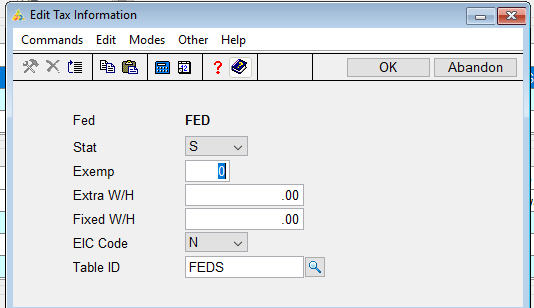 Edit Tax Information
Commands Edit Modes Other Help
OK Abandon
Fed FED
Stat S
Exemp 0
Extra W/H .00
Fixed W/H .00
EIC Code N
Table ID FEDS